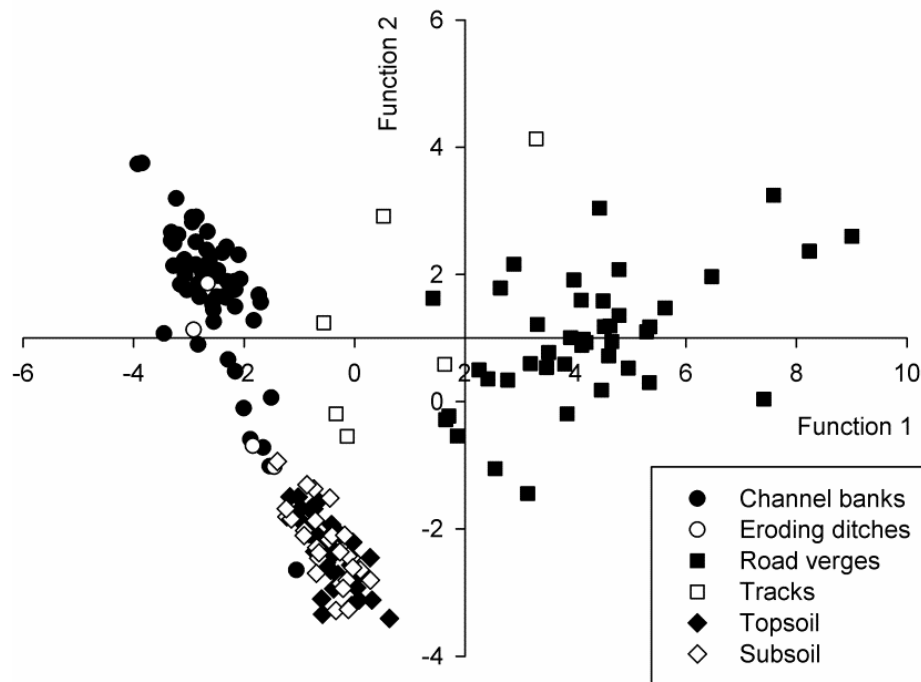 6
Function 2
4
2
-6
-4
-2
0
2
4
6
8
10
0
Function 1
-2
-4
Channel banks
Eroding ditches
Road verges
Tracks
Topsoil
Subsoil